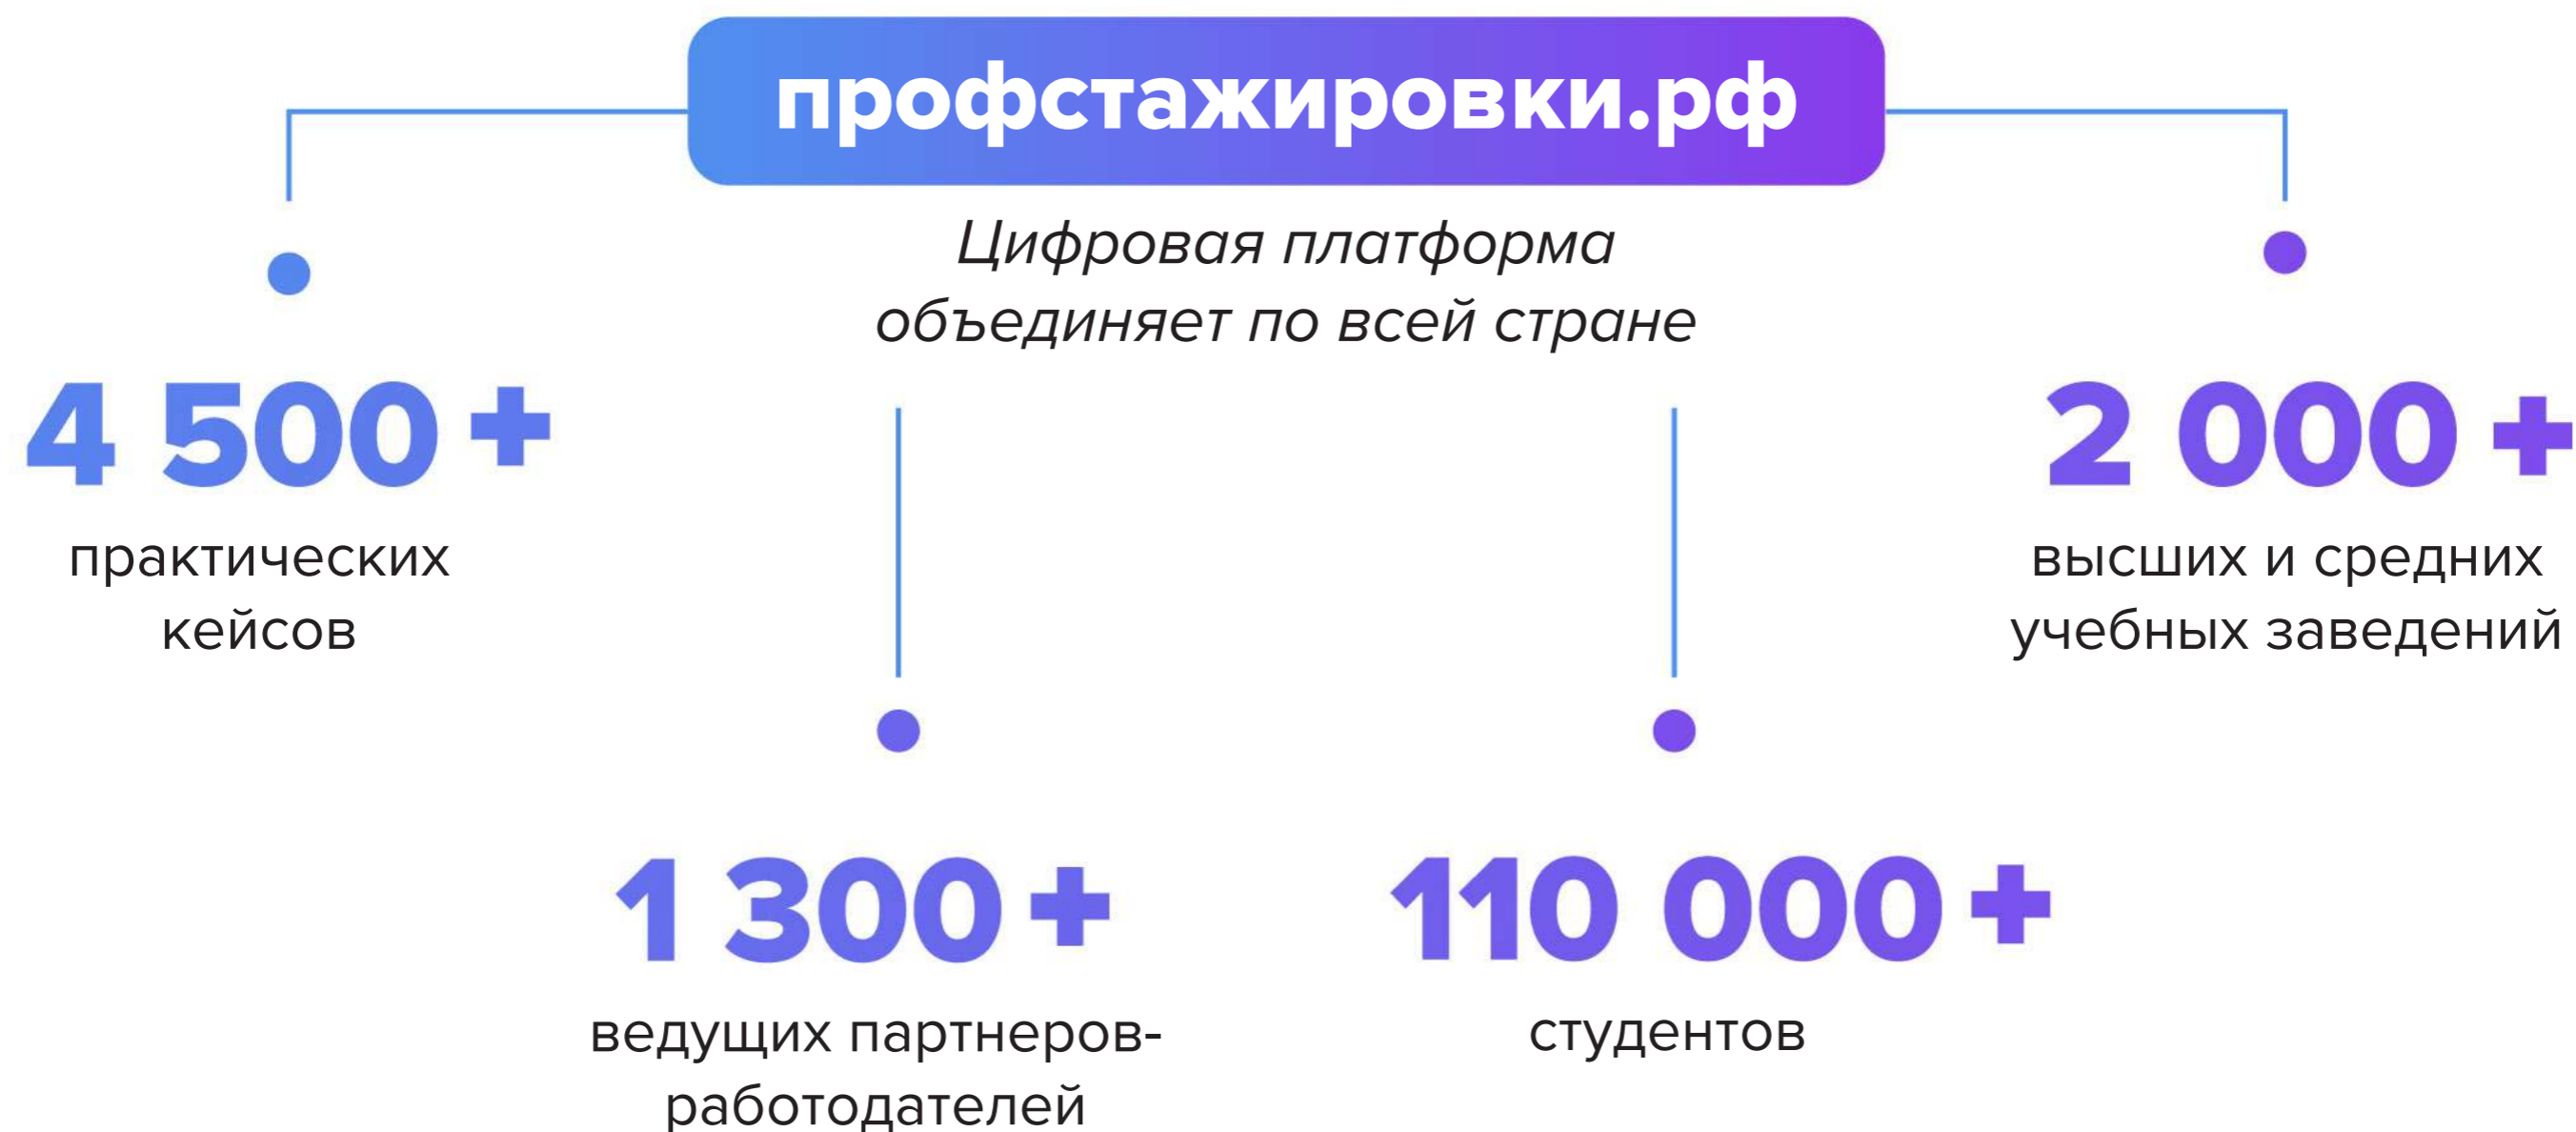 профстажировки.рф
Цифровая платформа
объединяет по всей стране
4 500 +
практических
кейсов
2 000 +
высших и средних
учебных заведений
1 300 +
ведущих партнеров-
работодателей
110 000 +
студентов